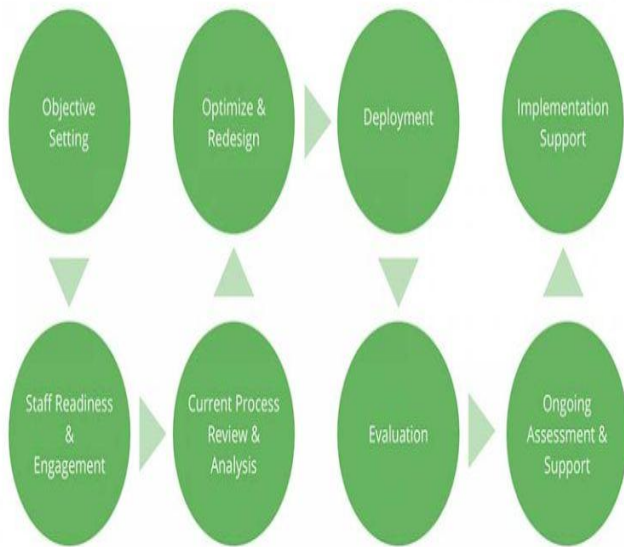 Objective
Setting
Staff Readiness
&
Engagement
Current Process
Review &
Analysis
Optimize &
Redesign
Deployment
Evaluation
Ongoing
Assessment &
Support
Implementation
Support